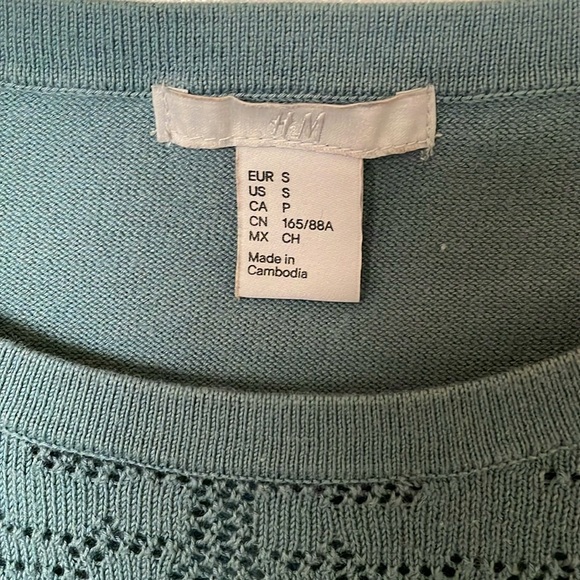 H&M
EUR S
US S
CA P
CN 165/88A
MX CH
Made in
Cambodia